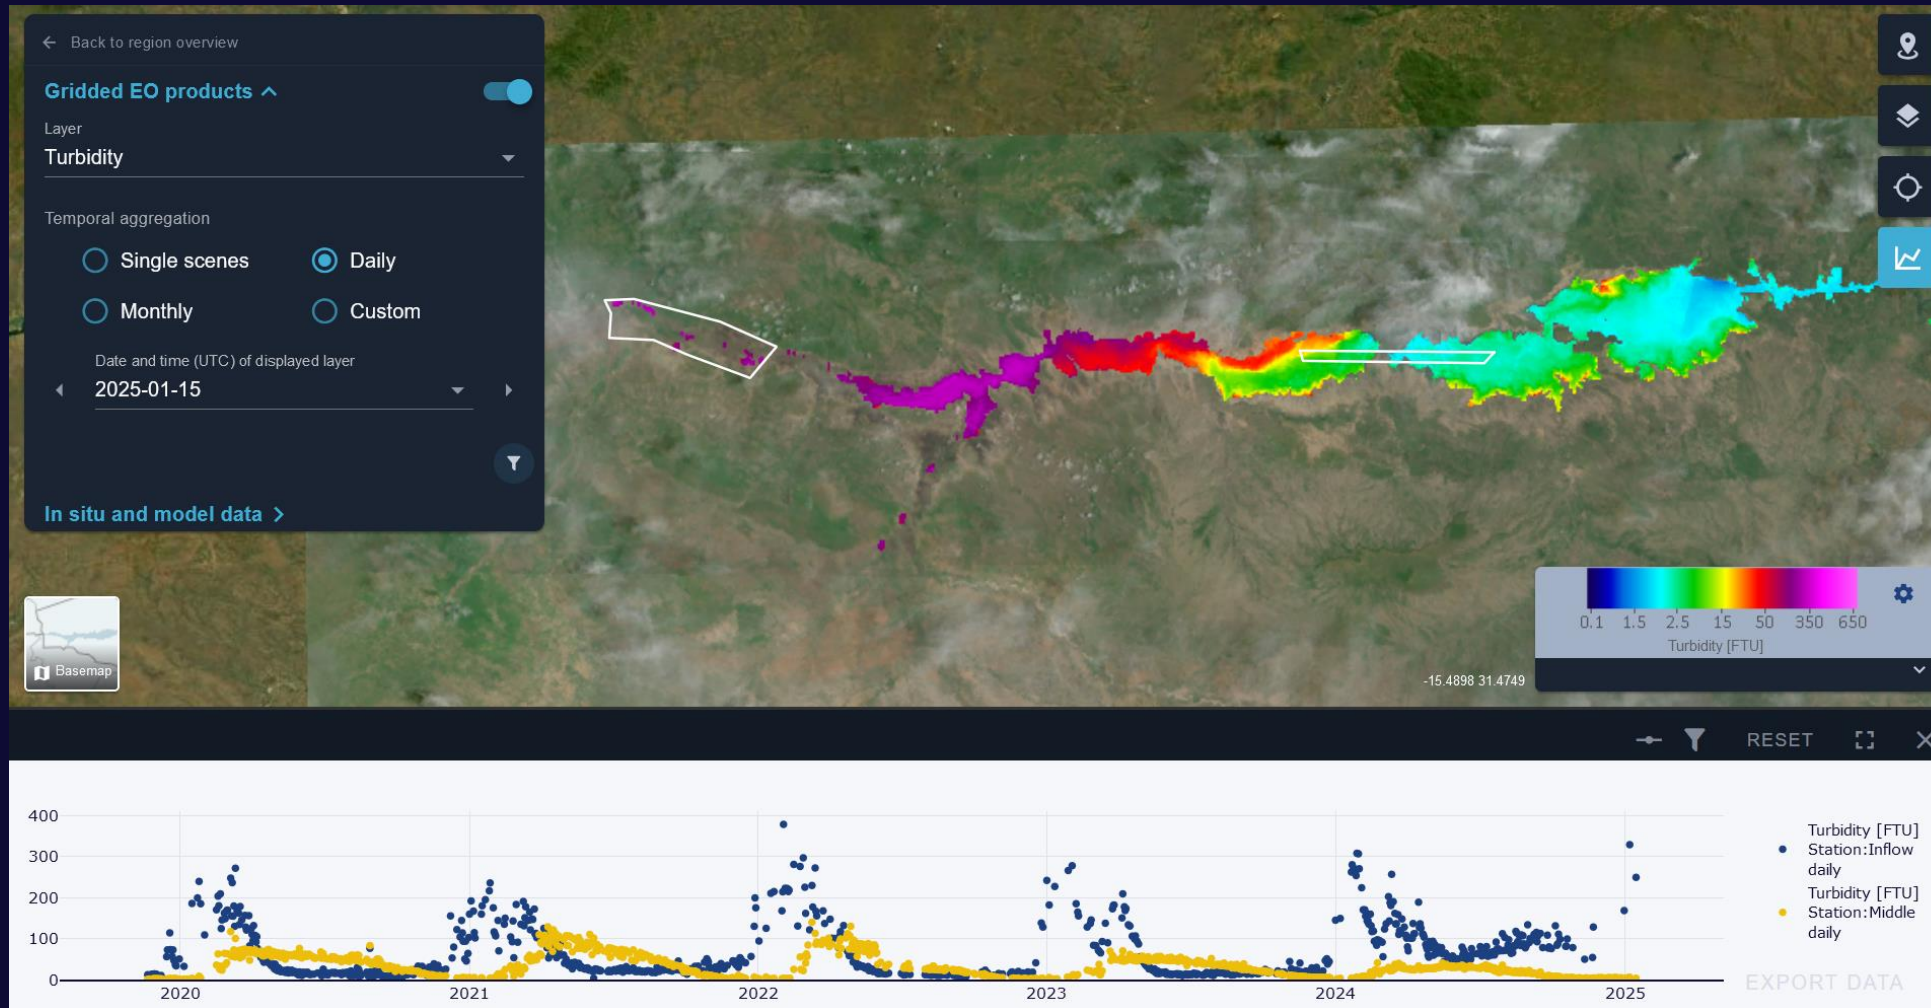 Back to region overview
Gridded EO products
Layer
Turbidity
Temporal aggregation
Single scenes
Daily
Monthly
Custom
Date and time (UTC) of displayed layer
2025-01-15
In situ and model data
Basemap
0.1 1.5 2.5 15 50 350 650
Turbidity [FTU]
-15.4898 31.4749
RESET
400
300
200
100
0
2020 2021 2022 2023 2024 2025
Turbidity [FTU]
Station:Inflow
daily
Turbidity [FTU]
Station:Middle
daily
EXPORT DATA